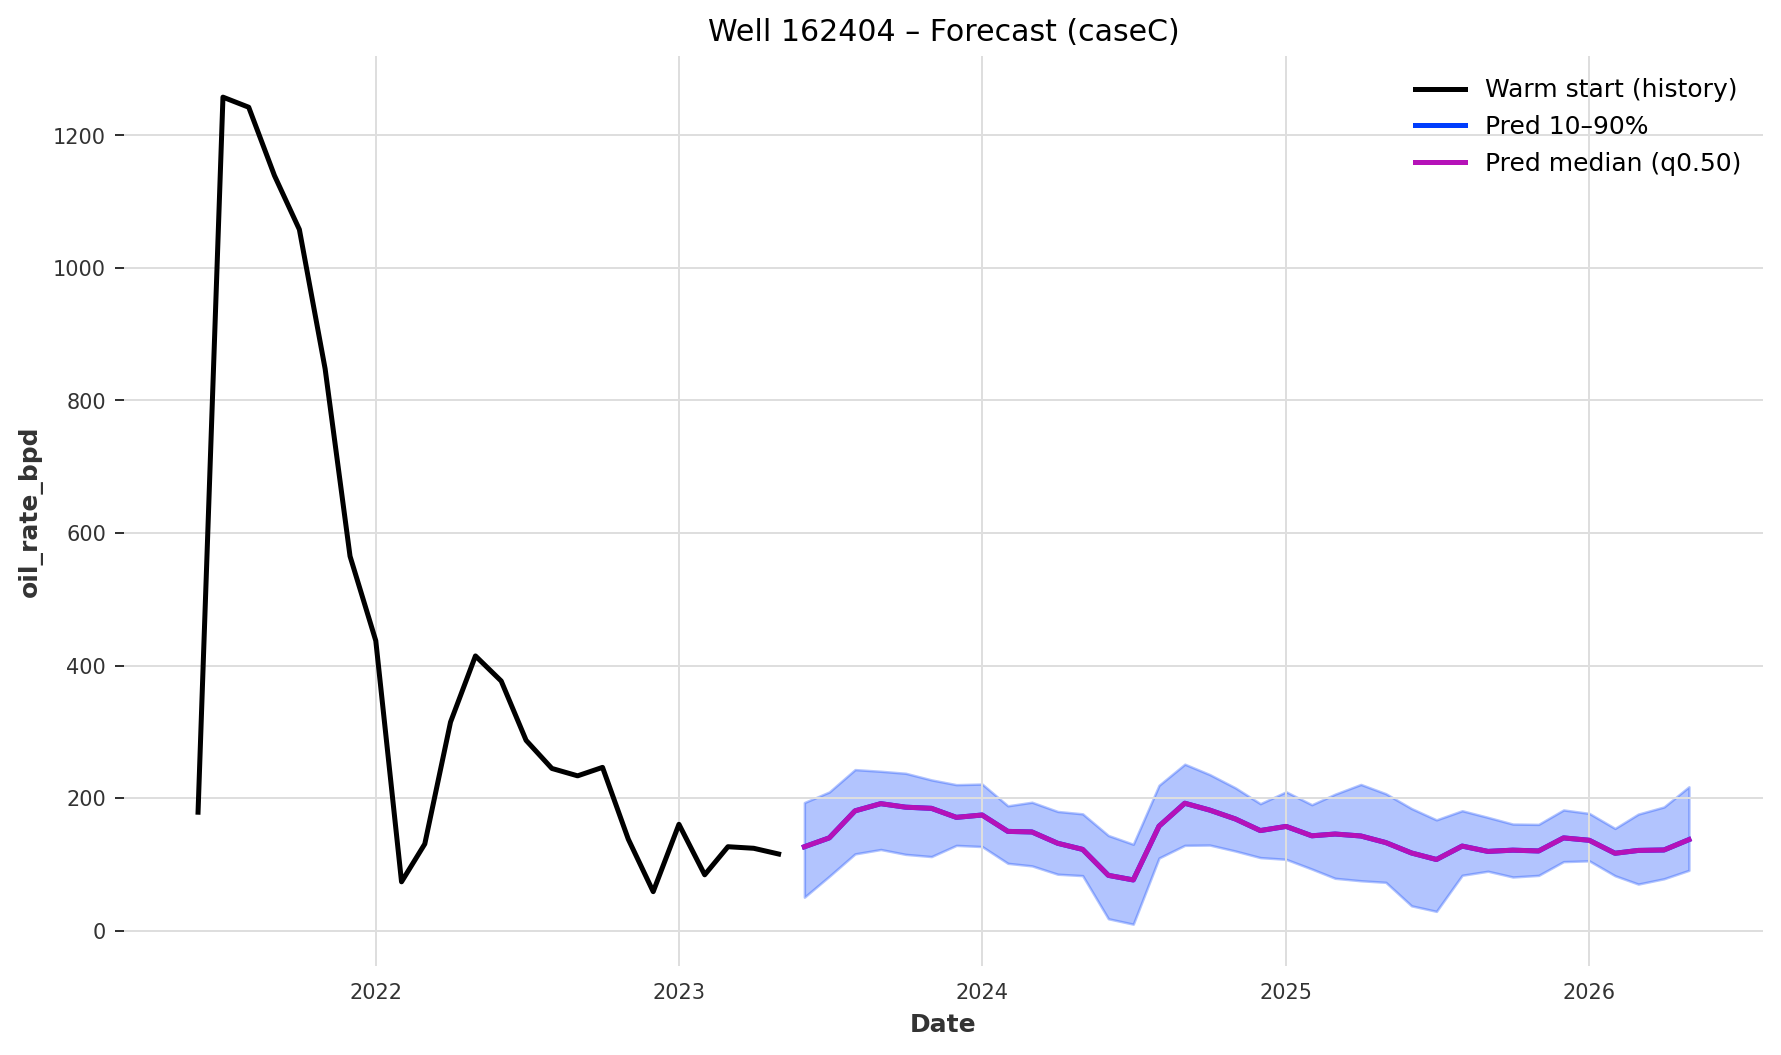 Well 162404 – Forecast (caseC)
Warm start (history)
Pred 10–90%
Pred median (q0.50)
oil_rate_bpd
1200
1000
800
600
400
200
0
2022
2023
2024
2025
2026
Date